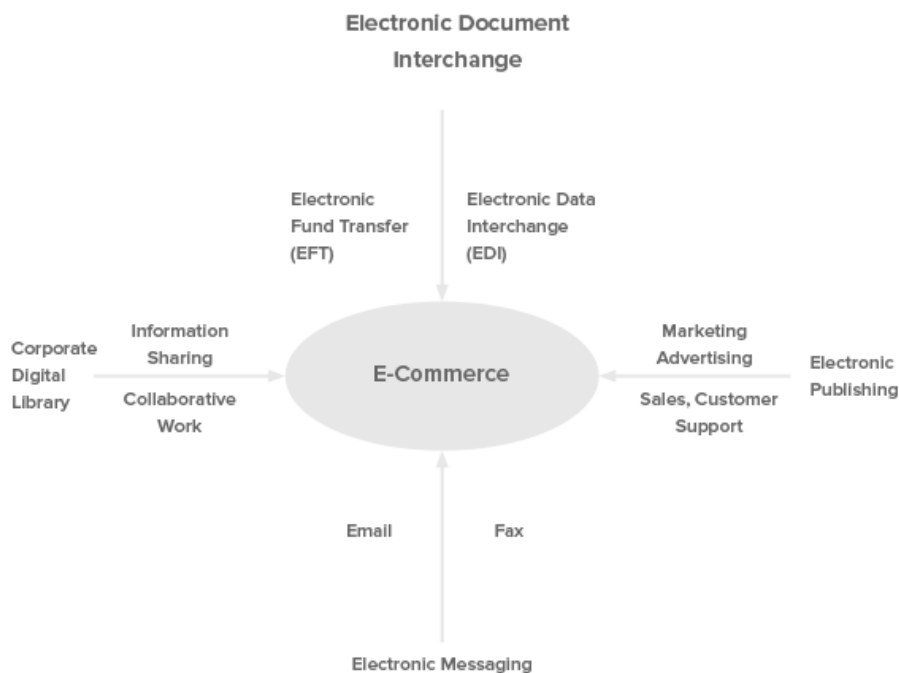 Electronic Document
Interchange
Electronic
Fund Transfer
(EFT)
Electronic Data
Interchange
(EDI)
Corporate
Digital
Library
Information
Sharing
Collaborative
Work
E-Commerce
Marketing
Advertising
Sales, Customer
Support
Electronic
Publishing
Email
Fax
Electronic Messaging